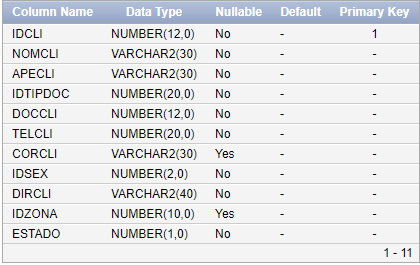 Column Name Data Type Nullable Default Primary Key
IDCLI NUMBER(12,0) No - 1
NOMCLI VARCHAR2(30) No - -
APECLI VARCHAR2(30) No - -
IDTIPDOC NUMBER(20,0) No - -
DOCCLI NUMBER(12,0) No - -
TELCLI NUMBER(20,0) No - -
CORCLI VARCHAR2(30) Yes - -
IDSEX NUMBER(2,0) No - -
DIRCLI VARCHAR2(40) No - -
IDZONA NUMBER(10,0) Yes - -
ESTADO NUMBER(1,0) No - -
1 - 11